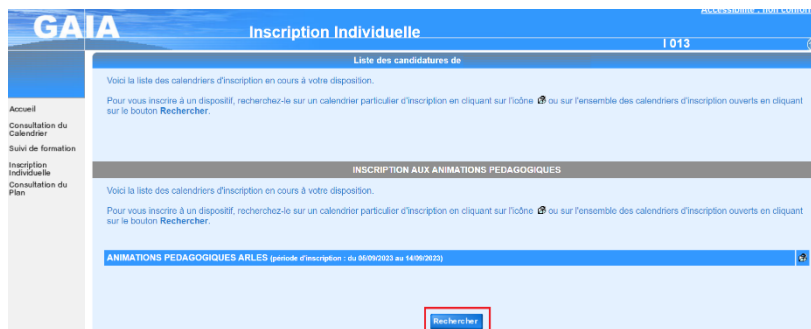 Accessibilité : non conform
GAIA
Inscription Individuelle
I 013
Liste des candidatures de
Voici la liste des calendriers d'inscription en cours à votre disposition.
Pour vous inscrire à un dispositif, recherchez-le sur un calendrier particulier d'inscription en cliquant sur l'icône ou sur l'ensemble des calendriers d'inscription ouverts en cliquant
sur le bouton Rechercher.
Accueil
Consultation du
Calendrier
Suivi de formation
Inscription
Individuelle
Consultation du
Plan
INSCRIPTION AUX ANIMATIONS PEDAGOGIQUES
Voici la liste des calendriers d'inscription en cours à votre disposition.
Pour vous inscrire à un dispositif, recherchez-le sur un calendrier particulier d'inscription en cliquant sur l'icône ou sur l'ensemble des calendriers d'inscription ouverts en cliquant
sur le bouton Rechercher.
ANIMATIONS PEDAGOGIQUES ARLES (période d'inscription : du 06/09/2023 au 14/09/2023)
Rechercher